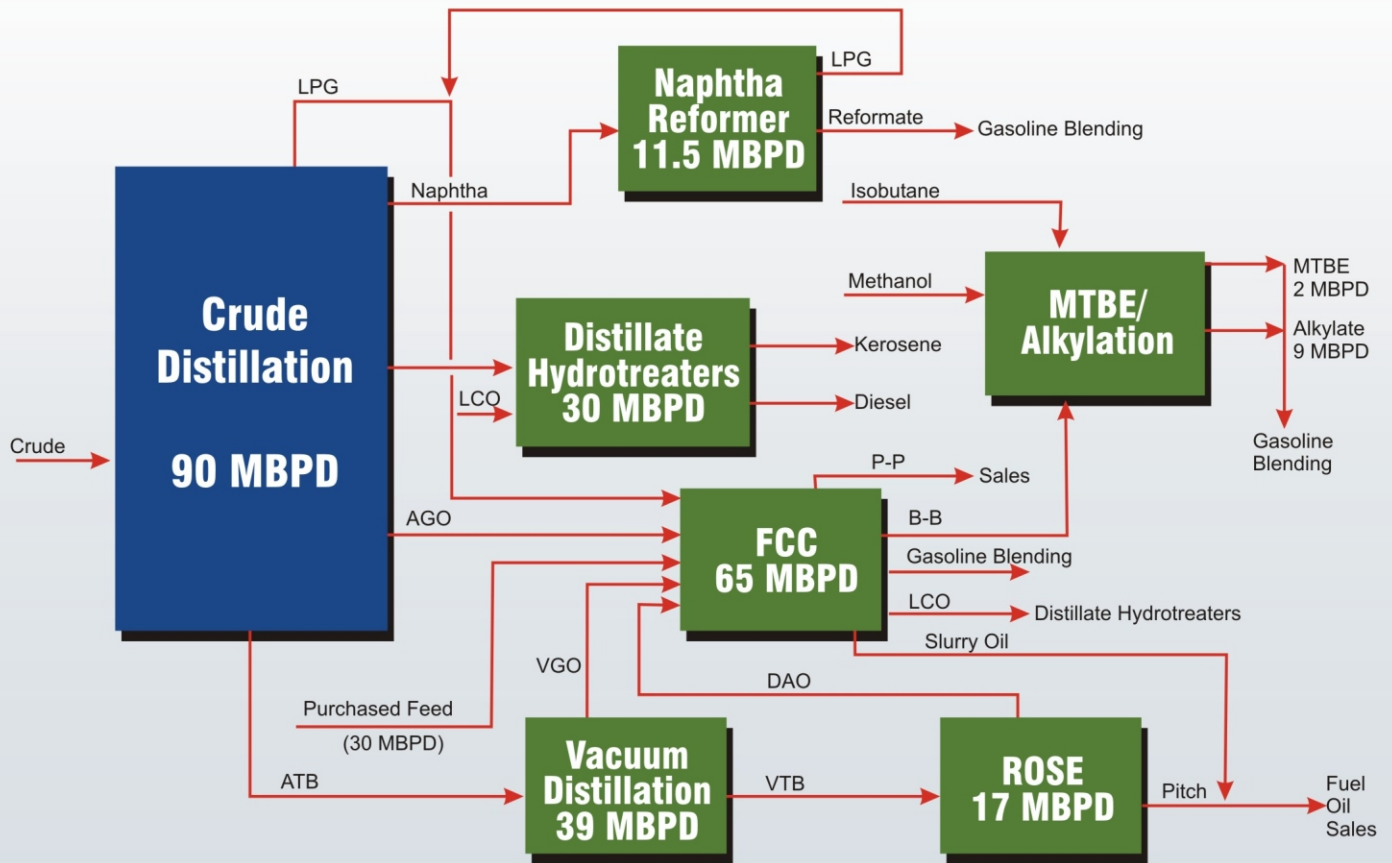 LPG
Naphtha
Reformer
11.5 MBPD
LPG
Reformate
Gasoline Blending
Naphtha
Isobutane
Crude
Distillation
90 MBPD
Crude
Methanol
MTBE/
Alkylation
MTBE
2 MBPD
Alkylate
9 MBPD
Gasoline
Blending
Distillate
Hydrotreaters
30 MBPD
LCO
Kerosene
Diesel
P-P
Sales
AGO
FCC
65 MBPD
B-B
Gasoline Blending
LCO
Distillate Hydrotreaters
Slurry Oil
VGO
DAO
Purchased Feed
(30 MBPD)
ATB
Vacuum
Distillation
39 MBPD
VTB
ROSE
17 MBPD
Pitch
Fuel
Oil
Sales